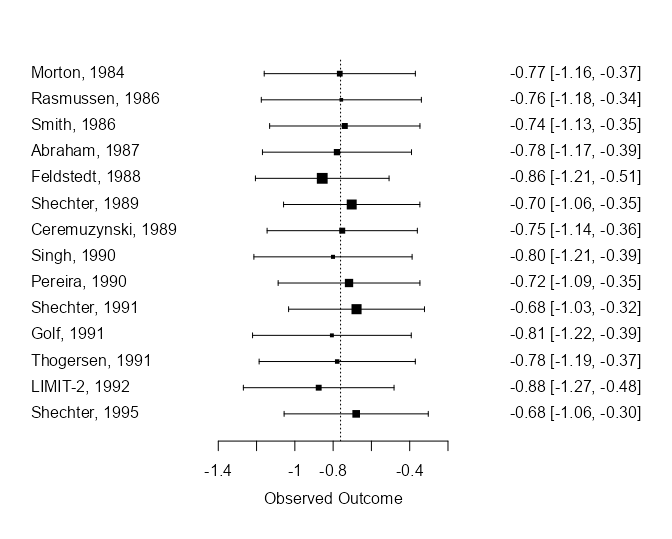 Morton, 1984 -0.77 [-1.16, -0.37]
Rasmussen, 1986 -0.76 [-1.18, -0.34]
Smith, 1986 -0.74 [-1.13, -0.35]
Abraham, 1987 -0.78 [-1.17, -0.39]
Feldstedt, 1988 -0.86 [-1.21, -0.51]
Shechter, 1989 -0.70 [-1.06, -0.35]
Ceremuzynski, 1989 -0.75 [-1.14, -0.36]
Singh, 1990 -0.80 [-1.21, -0.39]
Pereira, 1990 -0.72 [-1.09, -0.35]
Shechter, 1991 -0.68 [-1.03, -0.32]
Golf, 1991 -0.81 [-1.22, -0.39]
Thogersen, 1991 -0.78 [-1.19, -0.37]
LIMIT-2, 1992 -0.88 [-1.27, -0.48]
Shechter, 1995 -0.68 [-1.06, -0.30]
-1.4 -1 -0.8 -0.4
Observed Outcome